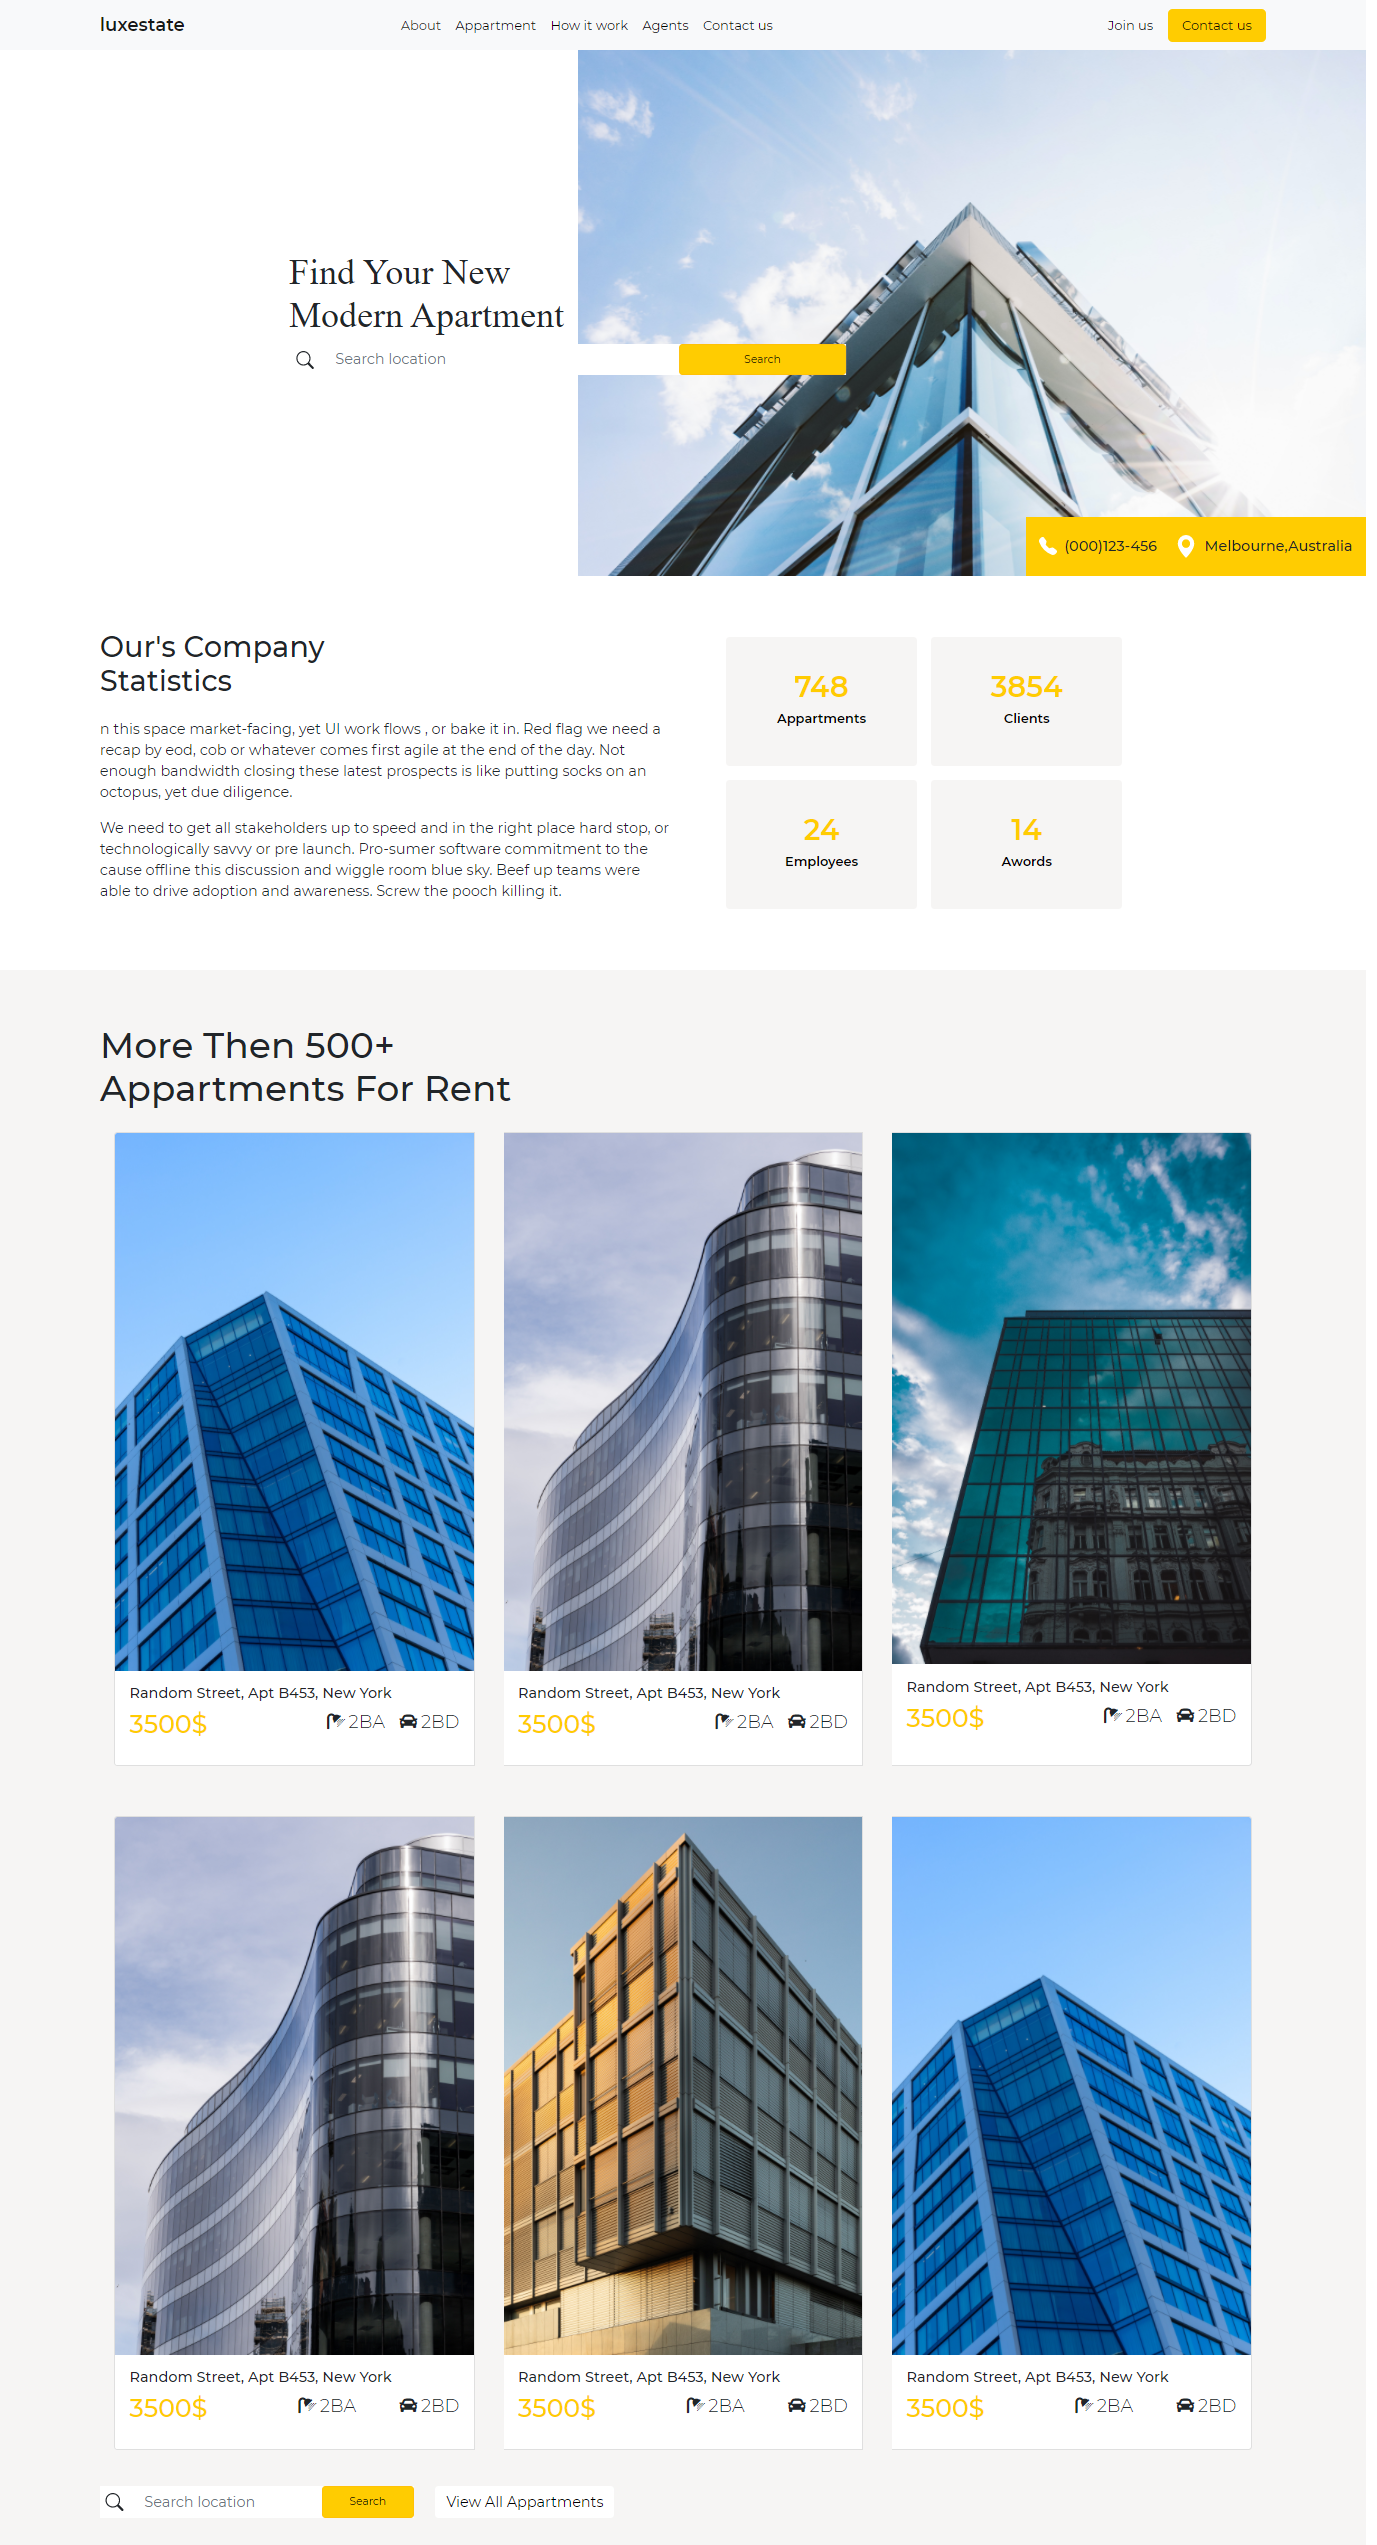 luxestate
About Appartment How it work Agents Contact us
Join us Contact us
Find Your New
Modern Apartment
Search location Search
(000)123-456 Melbourne,Australia
Our's Company
Statistics
n this space market-facing, yet UI work flows , or bake it in. Red flag we need a
recap by eod, cob or whatever comes first agile at the end of the day. Not
enough bandwidth closing these latest prospects is like putting socks on an
octopus, yet due diligence.
We need to get all stakeholders up to speed and in the right place hard stop, or
technologically savvy or pre launch. Pro-sumer software commitment to the
cause offline this discussion and wiggle room blue sky. Beef up teams were
able to drive adoption and awareness. Screw the pooch killing it.
748
Appartments
3854
Clients
24
Employees
14
Awords
More Then 500+
Appartments For Rent
Random Street, Apt B453, New York
3500$ 2BA 2BD
Random Street, Apt B453, New York
3500$ 2BA 2BD
Random Street, Apt B453, New York
3500$ 2BA 2BD
Random Street, Apt B453, New York
3500$ 2BA 2BD
Random Street, Apt B453, New York
3500$ 2BA 2BD
Random Street, Apt B453, New York
3500$ 2BA 2BD
Search location Search View All Appartments